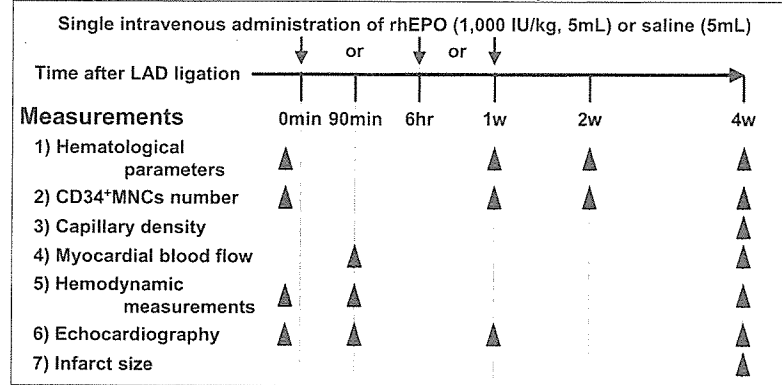 Single intravenous administration of rhEPO (1,000 IU/kg, 5mL) or saline (5mL)
or or
Time after LAD ligation
Measurements 0min 90min 6hr 1w 2w 4w
1) Hematological
parameters
2) CD34+MNCs number
3) Capillary density
4) Myocardial blood flow
5) Hemodynamic
measurements
6) Echocardiography
7) Infarct size